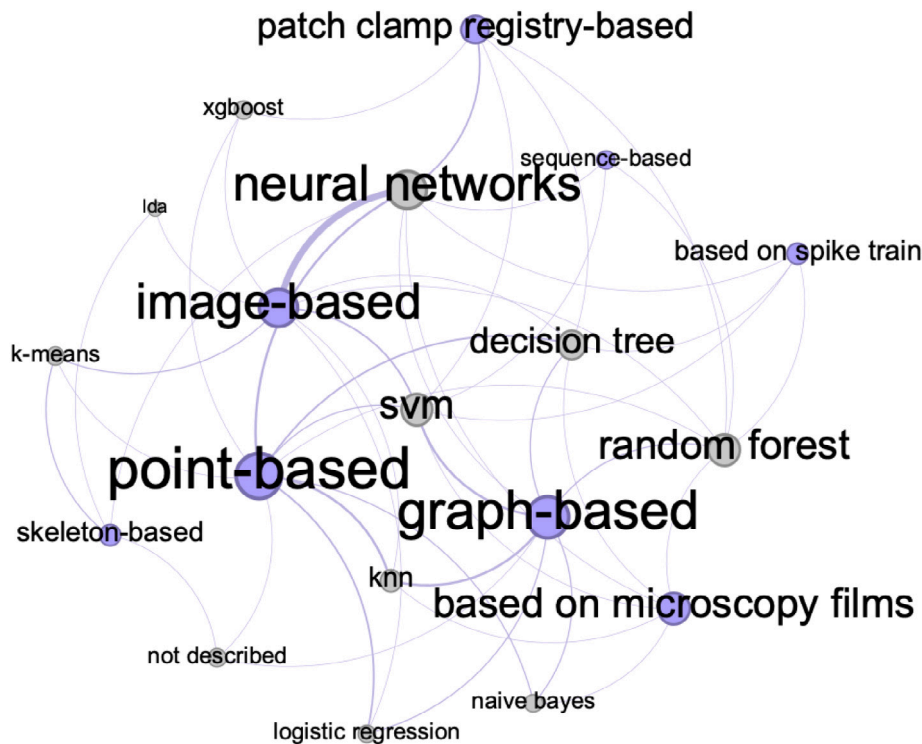 patch clamp registry-based
xgboost
sequence-based
neural networks
lda
based on spike train
image-based
decision tree
k-means
svm
random forest
point-based
graph-based
skeleton-based
knn
based on microscopy films
not described
naive bayes
logistic regression